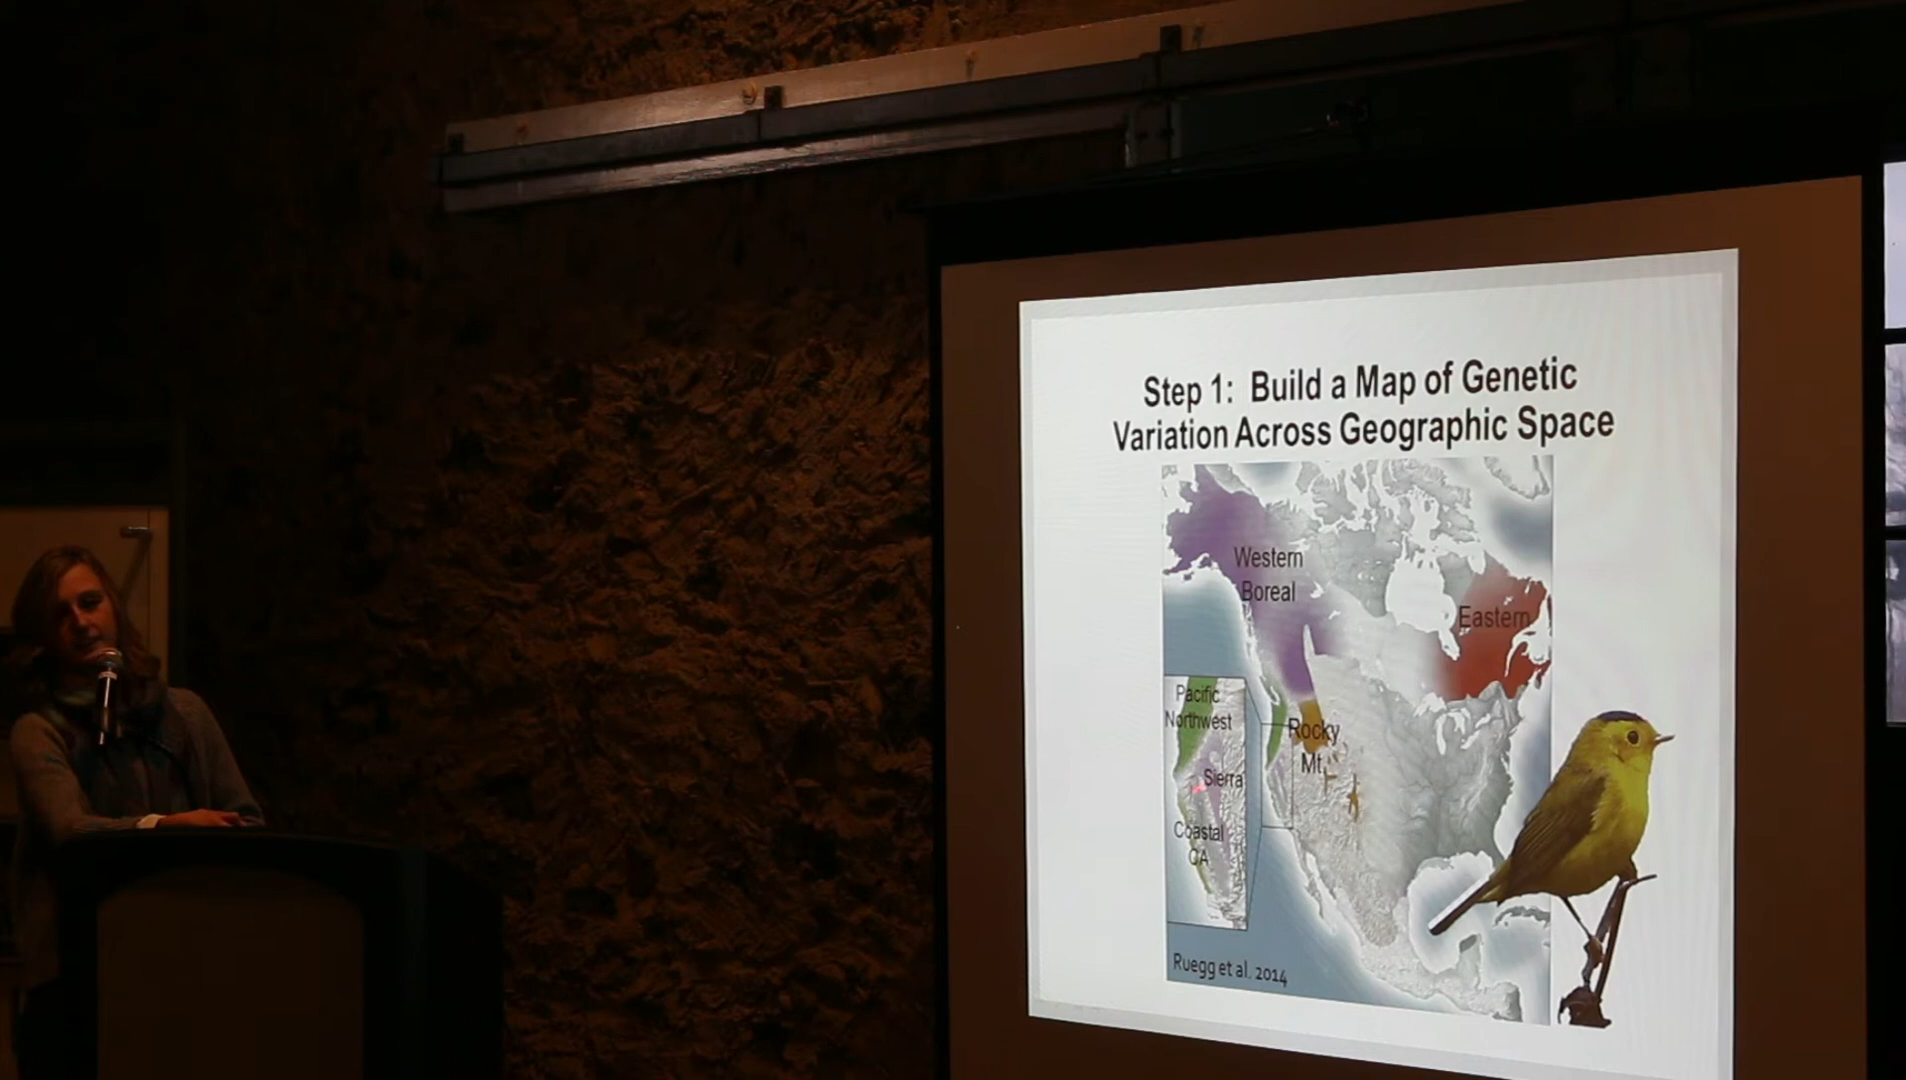 Step 1: Build a Map of Genetic
Variation Across Geographic Space
Western
Boreal
Eastern
Pacific
Northwest
Rocky
Mt.
Sierra
Coastal
CA
Ruegg et al. 2014